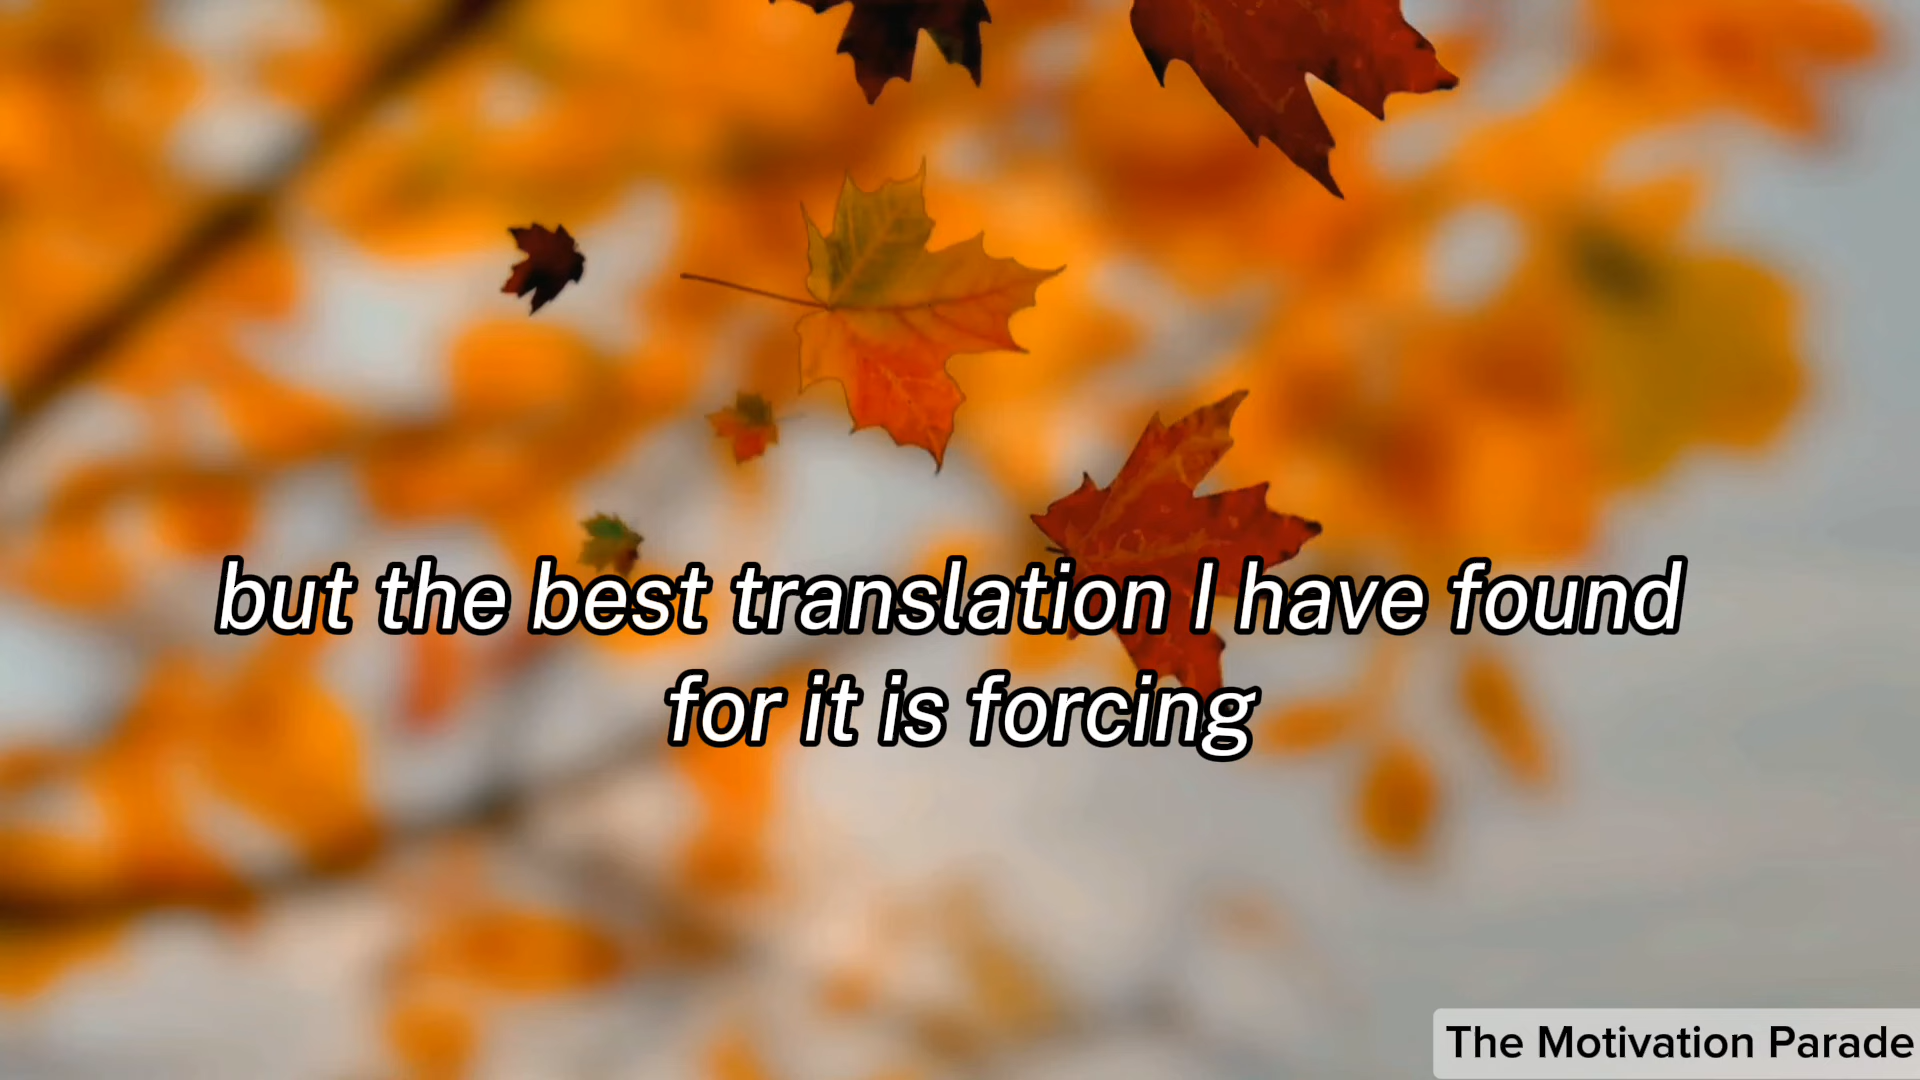 but the best translation I have found
for it is forcing
The Motivation Parade